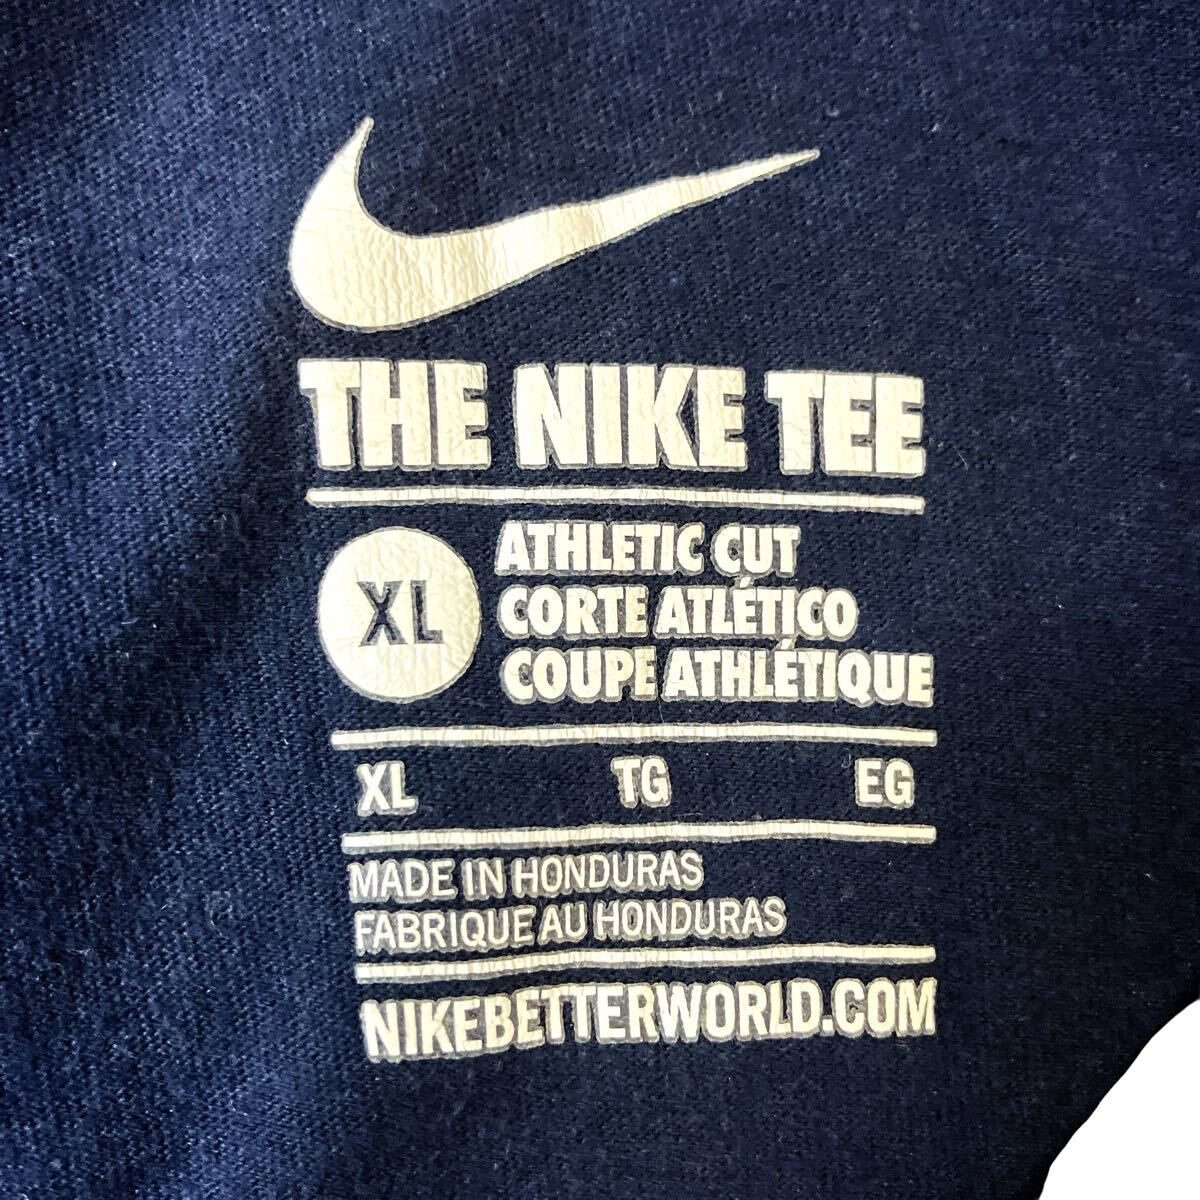 THE NIKE TEE
XL
ATHLETIC CUT
CORTE ATLÉTICO
COUPE ATHLÉTIQUE
XL TG EG
MADE IN HONDURAS
FABRIQUE AU HONDURAS
NIKEBETTERWORLD.COM